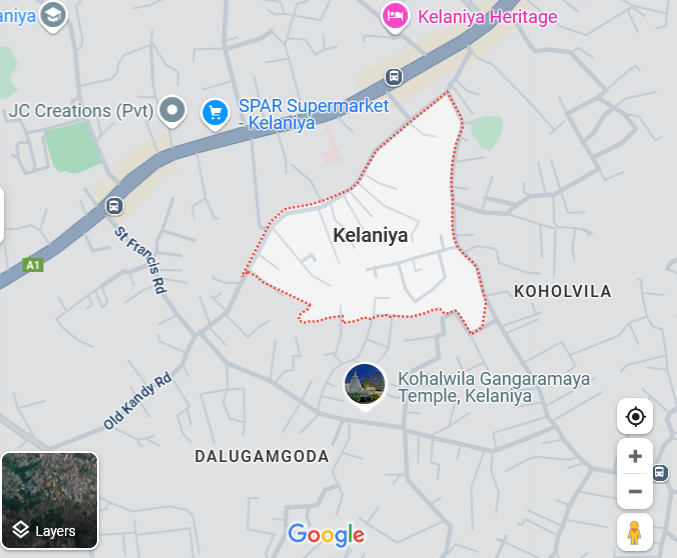 aniya
Kelaniya Heritage
JC Creations (Pvt)
SPAR Supermarket
- Kelaniya
Kelaniya
St Francis Rd
A1
KOHOLVILA
Old Kandy Rd
Kohalwila Gangaramaya
Temple, Kelaniya
DALUGAMGODA
Layers
Google